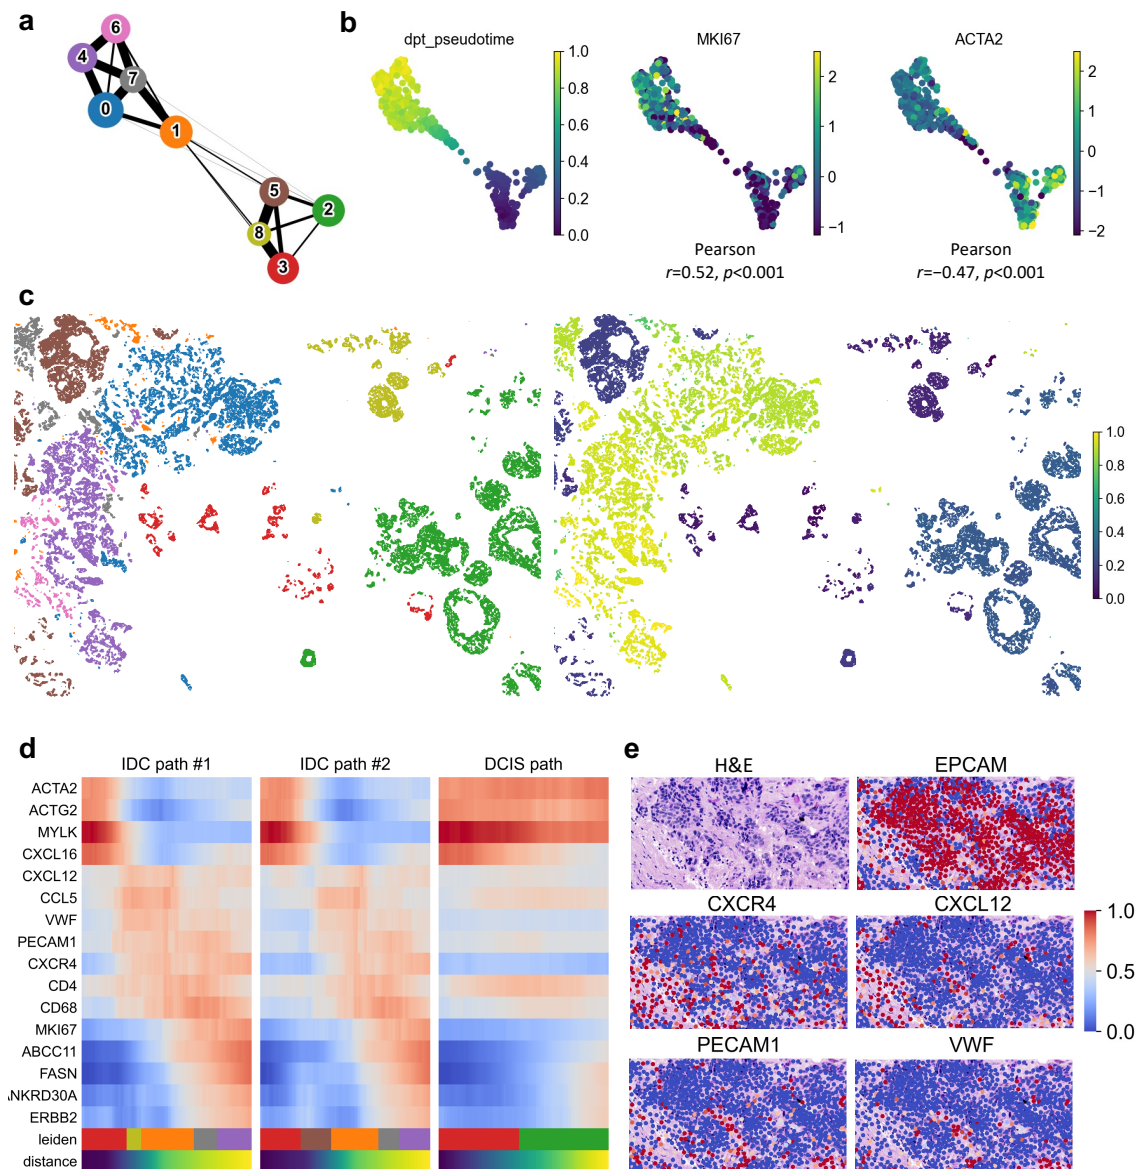 a
6
4
7
0
1
5
2
8
3
b
dpt_pseudotime
1.0
0.8
0.6
0.4
0.2
0.0
MKI67
2
1
0
−1
Pearson
r=0.52, p<0.001
ACTA2
2
1
0
−1
−2
Pearson
r=−0.47, p<0.001
c
1.0
0.8
0.6
0.4
0.2
0.0
d
IDC path #1
IDC path #2
DCIS path
ACTA2
ACTG2
MYLK
CXCL16
CXCL12
CCL5
VWF
PECAM1
CXCR4
CD4
CD68
MKI67
ABCC11
FASN
ANKRD30A
ERBB2
leiden
distance
e
H&E
EPCAM
CXCR4
CXCL12
1.0
0.5
0.0
PECAM1
VWF